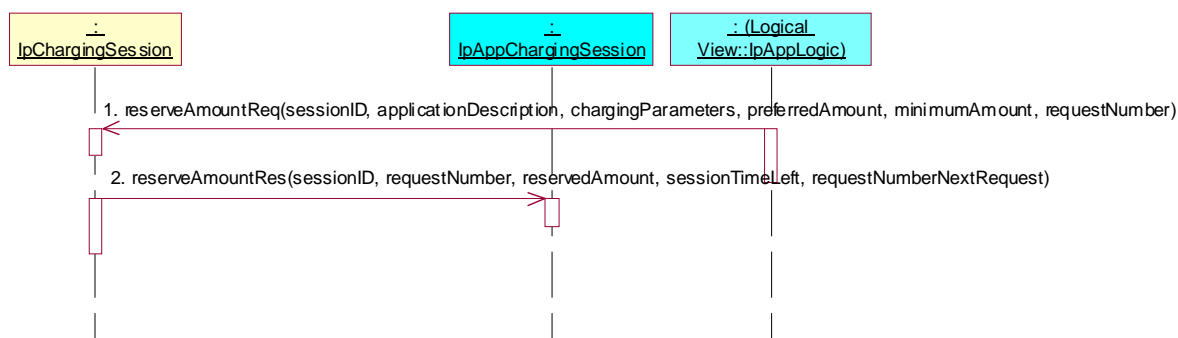 :
IpChargingSession
:
IpAppChargingSession
: (Logical
View::IpAppLogic)
1. reserveAmountReq(sessionID, applicationDescription, chargingParameters, preferredAmount, minimumAmount, requestNumber)
2. reserveAmountRes(sessionID, requestNumber, reservedAmount, sessionTimeLeft, requestNumberNextRequest)